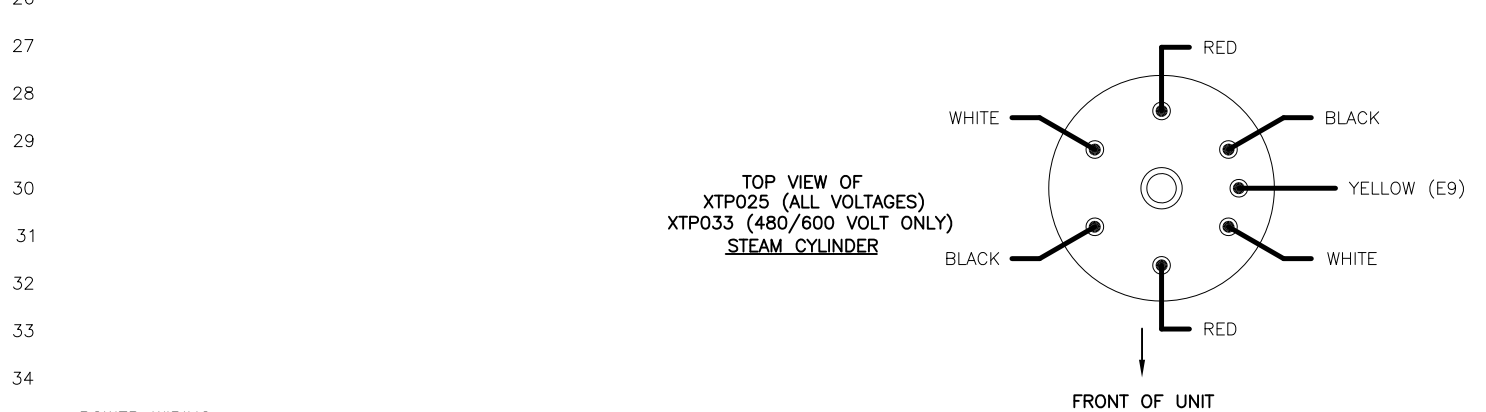 27
RED
28
WHITE
BLACK
29
TOP VIEW OF
30
YELLOW (E9)
XTP025 (ALL VOLTAGES)
XTP033 (480/600 VOLT ONLY)
31
STEAM CYLINDER
BLACK
WHITE
32
33
RED
34
FRONT OF UNIT